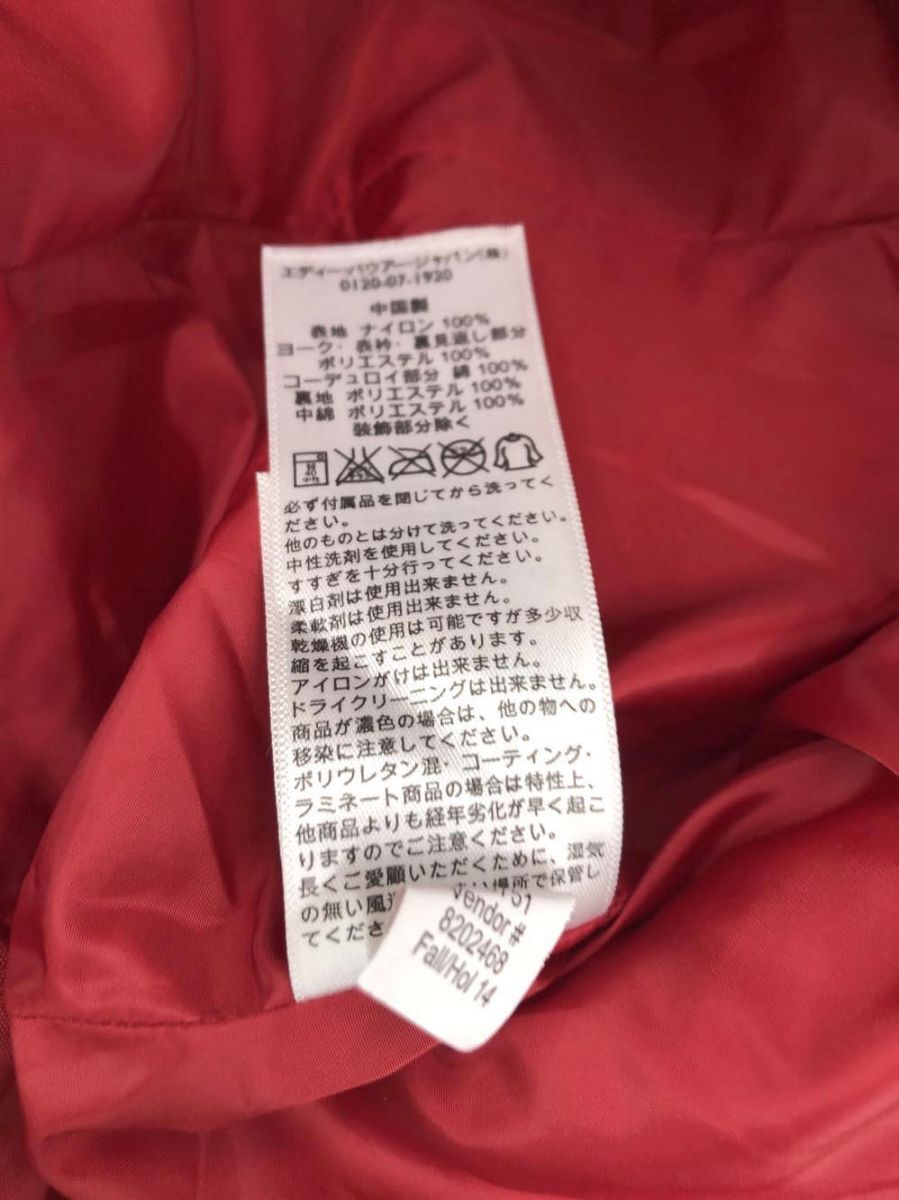 エディー・バウアー・ジャパン(株)
0120-07-1920
中国製
表地 ナイロン 100%
ヨーク・表衿・裏見返し部分
ポリエステル 100%
コーデュロイ部分 綿 100%
裏地 ポリエステル 100%
中綿 ポリエステル 100%
装飾部分除く
必ず付属品を閉じてから洗ってく
ださい。
他のものとは分けて洗ってください。
中性洗剤を使用してください。
すすぎを十分行ってください。
漂白剤は使用出来ません。
柔軟剤は使用出来ません。
乾燥機の使用は可能ですが多少収
縮を起こすことがあります。
アイロンがけは出来ません。
ドライクリーニングは出来ません。
商品が濃色の場合は、他の物への
移染に注意してください。
ポリウレタン混・コーティング・
ラミネート商品の場合は特性上、
他商品よりも経年劣化が早く起こ
りますのでご注意ください。
長くご愛顧いただくために、湿気
の無い風 場所で保管し
てくださ
Vendor #
8202468
Fall/Hol 14